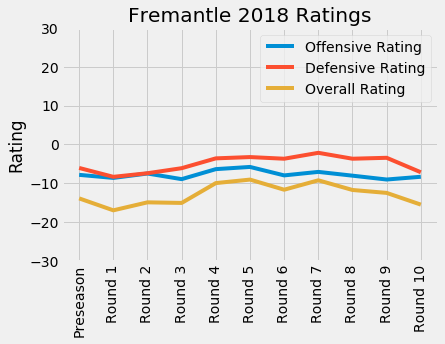 Fremantle 2018 Ratings
Offensive Rating
Defensive Rating
Overall Rating
Rating
30
20
10
0
−10
−20
−30
Preseason
Round 1
Round 2
Round 3
Round 4
Round 5
Round 6
Round 7
Round 8
Round 9
Round 10